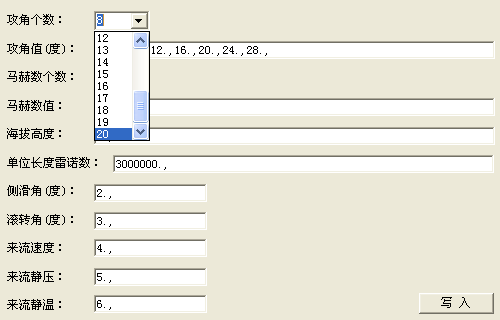 攻角个数： 8
攻角值(度)： 12.,16.,20.,24.,28.,
12
13
14
15
16
17
18
19
20
马赫数个数：
马赫数值：
海拔高度：
单位长度雷诺数： 3000000.,
侧滑角(度)： 2.,
滚转角(度)： 3.,
来流速度： 4.,
来流静压： 5.,
来流静温： 6.,
写 入